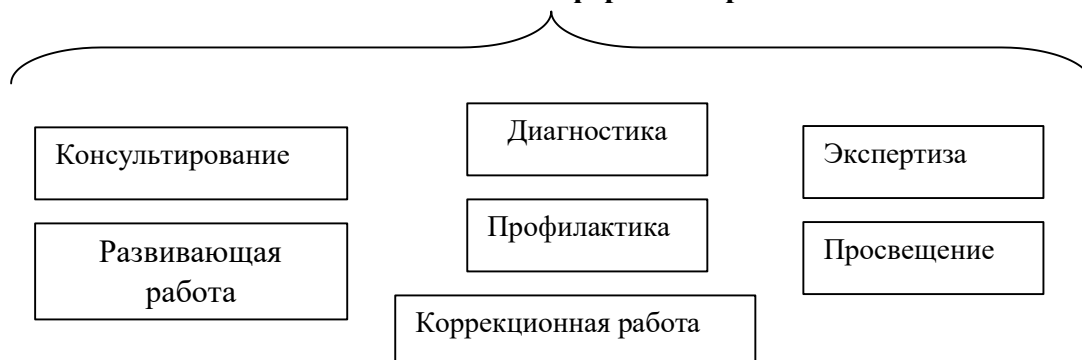 Консультирование
Диагностика
Экспертиза
Развивающая
работа
Профилактика
Просвещение
Коррекционная работа